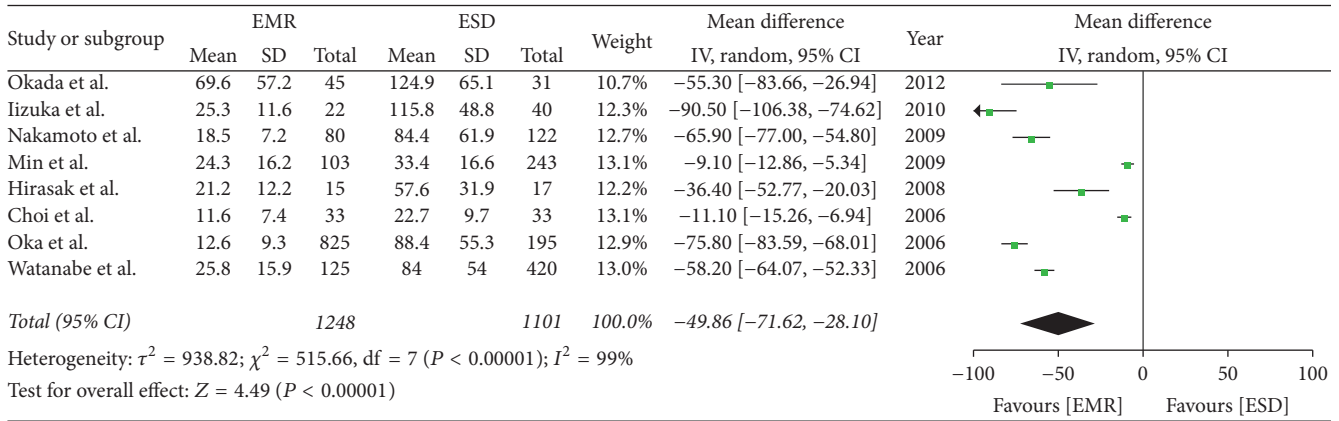 Study or subgroup EMR ESD Weight Mean difference Year Mean difference
Mean SD Total Mean SD Total IV, random, 95% CI IV, random, 95% CI
Okada et al. 69.6 57.2 45 124.9 65.1 31 10.7% −55.30 [−83.66, −26.94] 2012
Iizuka et al. 25.3 11.6 22 115.8 48.8 40 12.3% −90.50 [−106.38, −74.62] 2010
Nakamoto et al. 18.5 7.2 80 84.4 61.9 122 12.7% −65.90 [−77.00, −54.80] 2009
Min et al. 24.3 16.2 103 33.4 16.6 243 13.1% −9.10 [−12.86, −5.34] 2009
Hirasak et al. 21.2 12.2 15 57.6 31.9 17 12.2% −36.40 [−52.77, −20.03] 2008
Choi et al. 11.6 7.4 33 22.7 9.7 33 13.1% −11.10 [−15.26, −6.94] 2006
Oka et al. 12.6 9.3 825 88.4 55.3 195 12.9% −75.80 [−83.59, −68.01] 2006
Watanabe et al. 25.8 15.9 125 84 54 420 13.0% −58.20 [−64.07, −52.33] 2006
Total (95% CI) 1248 1101 100.0% −49.86 [−71.62, −28.10]
Heterogeneity: τ² = 938.82; χ² = 515.66, df = 7 (P < 0.00001); I² = 99%
Test for overall effect: Z = 4.49 (P < 0.00001)
−100 −50 0 50 100
Favours [EMR] Favours [ESD]